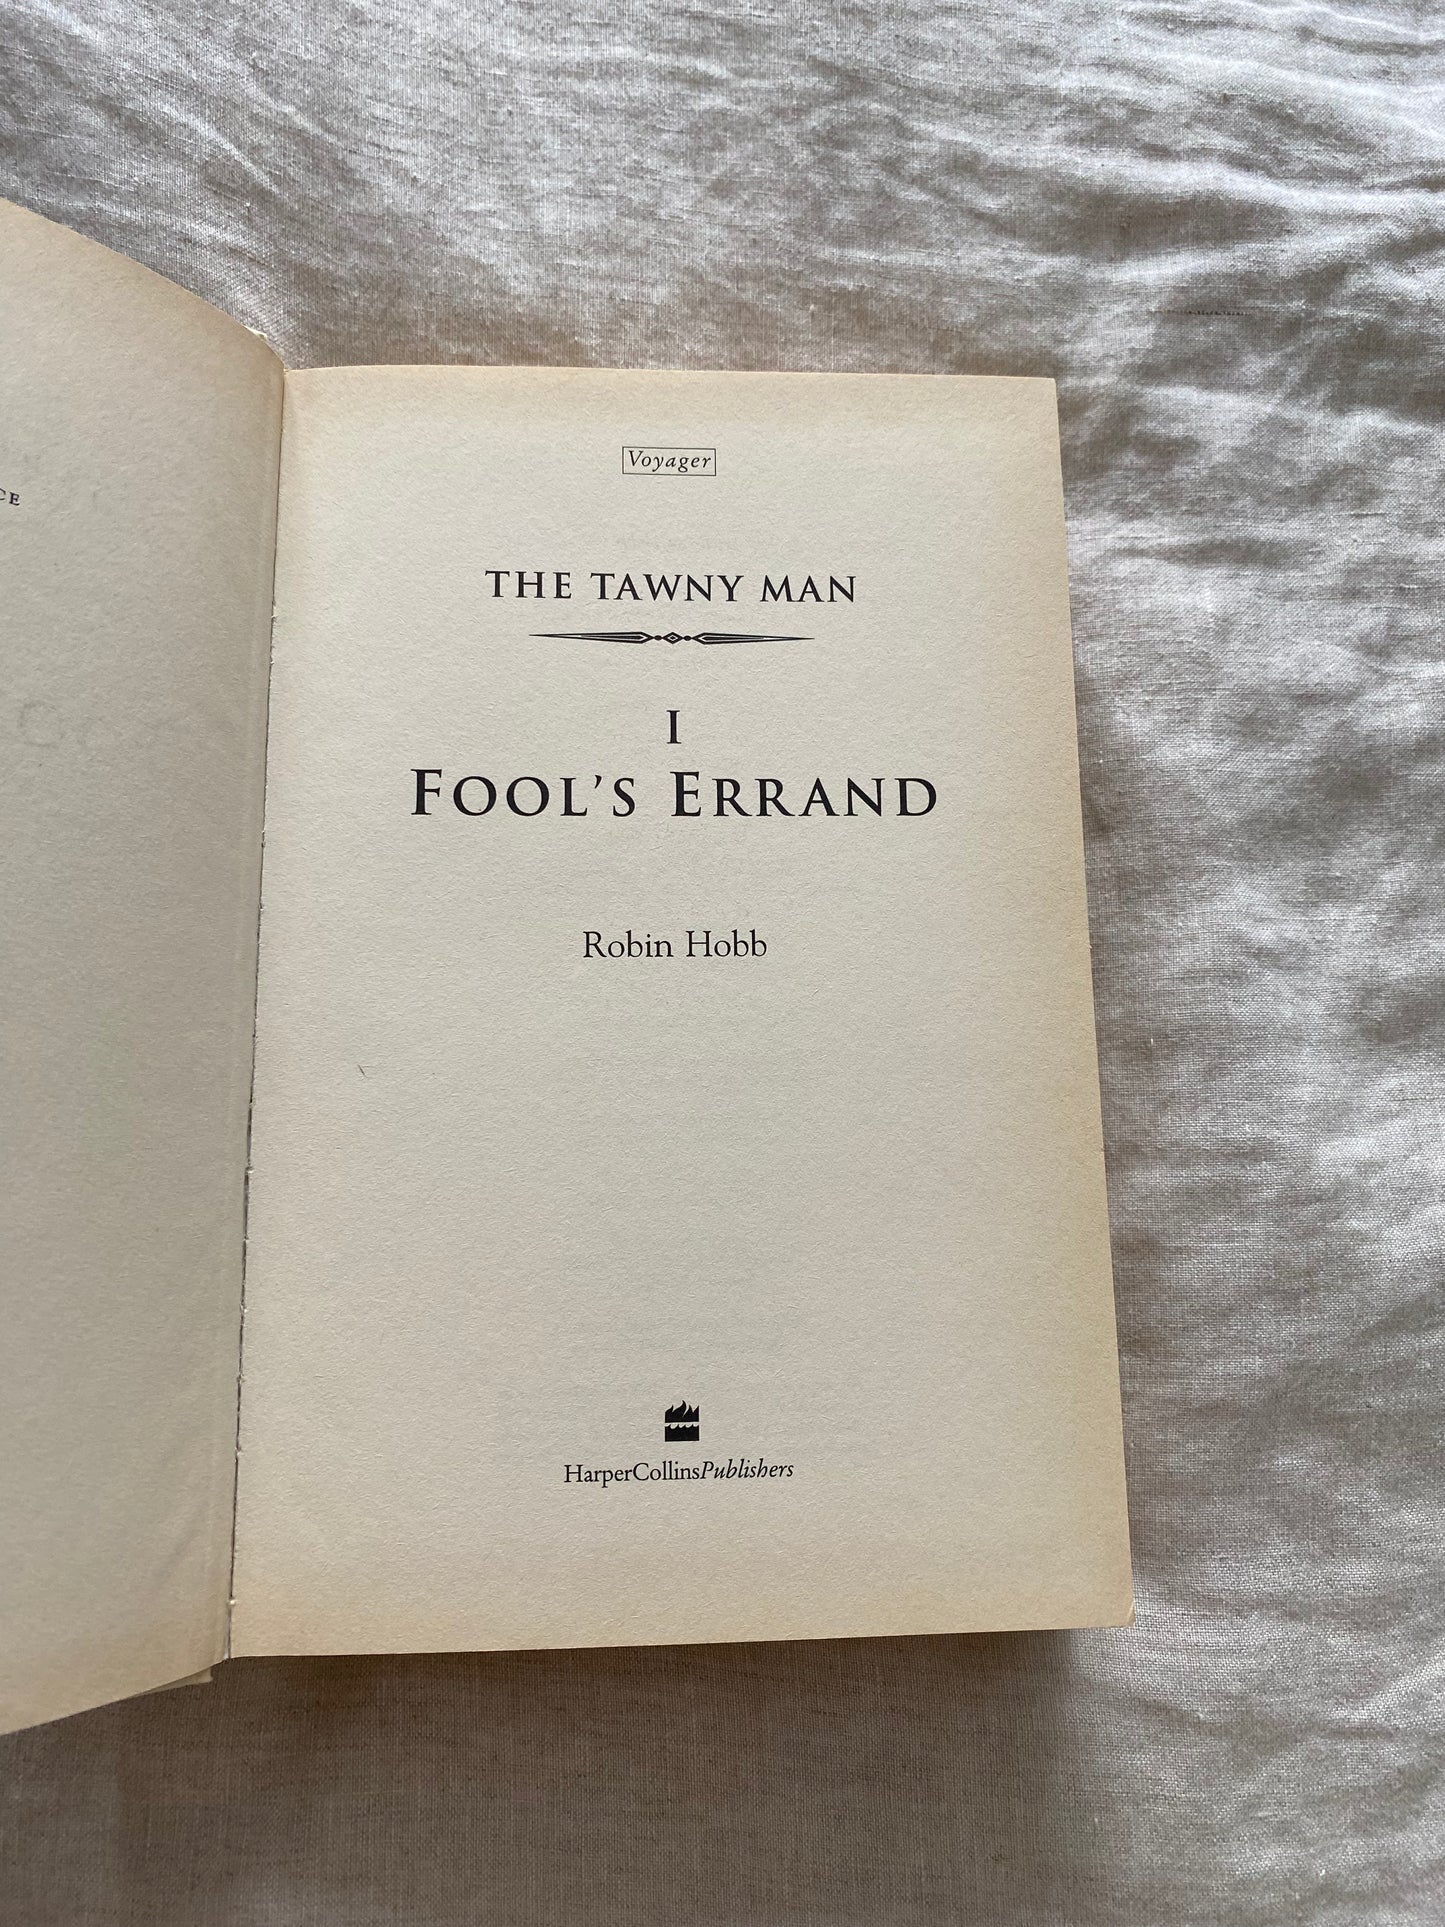 Voyager
THE TAWNY MAN
I
FOOL'S ERRAND
Robin Hobb
HarperCollinsPublishers